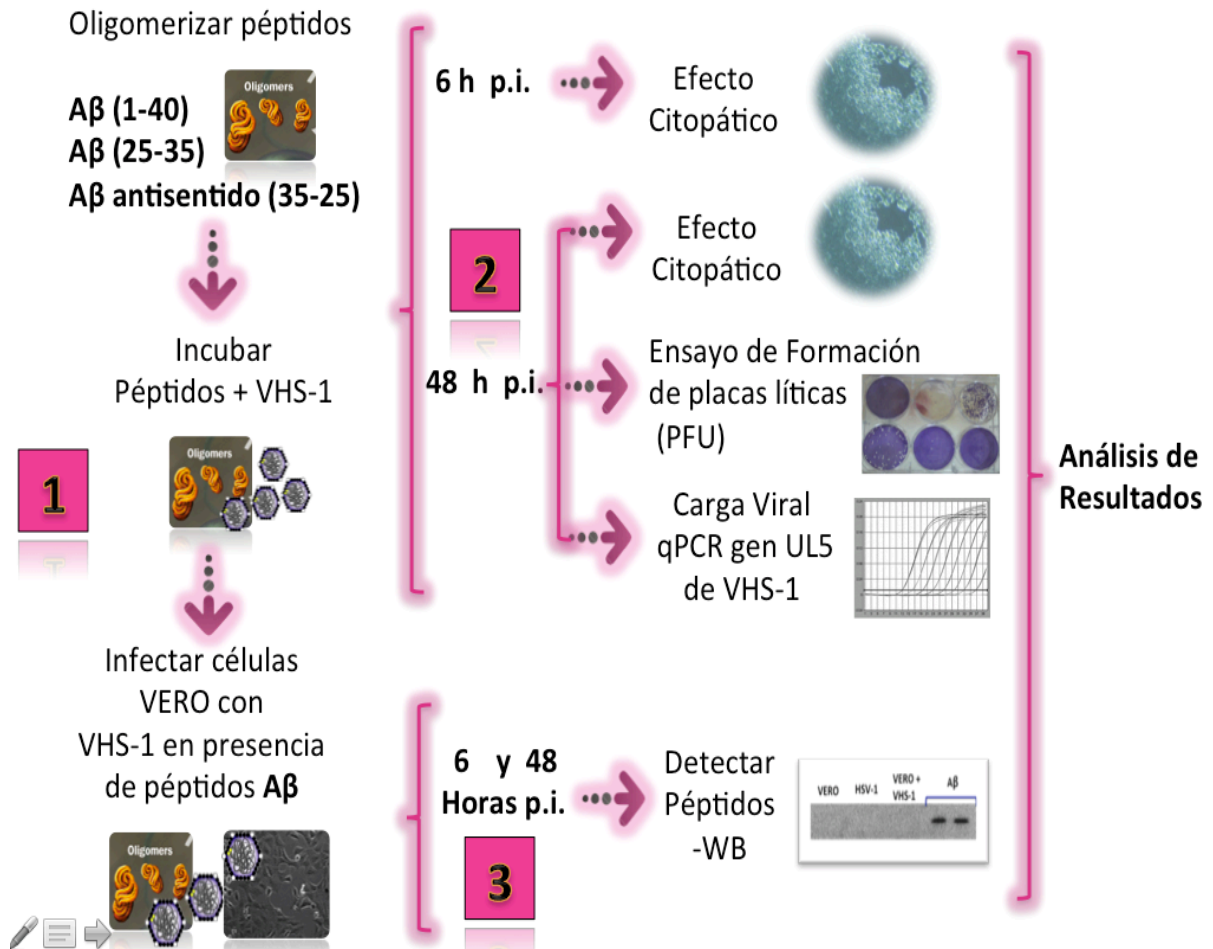 Oligomerizar péptidos
Oligomers
Aβ (1-40)
Aβ (25-35)
Aβ antisentido (35-25)
Incubar
Péptidos + VHS-1
Oligomers
1
Infectar células
VERO con
VHS-1 en presencia
de péptidos Aβ
Oligomers
6 h p.i.
Efecto
Citopático
2
48 h p.i.
Efecto
Citopático
Ensayo de Formación
de placas líticas
(PFU)
Carga Viral
qPCR gen UL5
de VHS-1
6 y 48
Horas p.i.
3
Detectar
Péptidos
-WB
VERO
HSV-1
VERO +
VHS-1
Aβ
Análisis de
Resultados